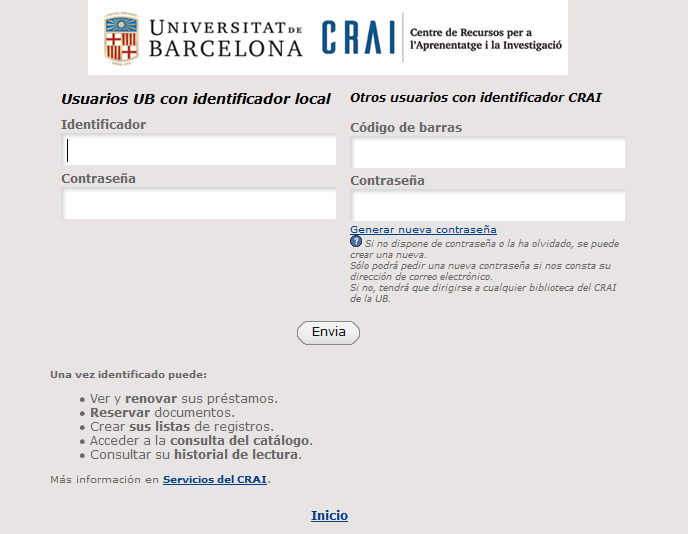 UNIVERSITAT DE
BARCELONA
CRAI
Centre de Recursos per a
l'Aprenentatge i la Investigació
Usuarios UB con identificador local
Identificador
Contraseña
Otros usuarios con identificador CRAI
Código de barras
Contraseña
Generar nueva contraseña
? Si no dispone de contraseña o la ha olvidado, se puede
crear una nueva.
Sólo podrá pedir una nueva contraseña si nos consta su
dirección de correo electrónico.
Si no, tendrá que dirigirse a cualquier biblioteca del CRAI
de la UB.
Envia
Una vez identificado puede:
• Ver y renovar sus préstamos.
• Reservar documentos.
• Crear sus listas de registros.
• Acceder a la consulta del catálogo.
• Consultar su historial de lectura.
Más información en Servicios del CRAI.
Inicio